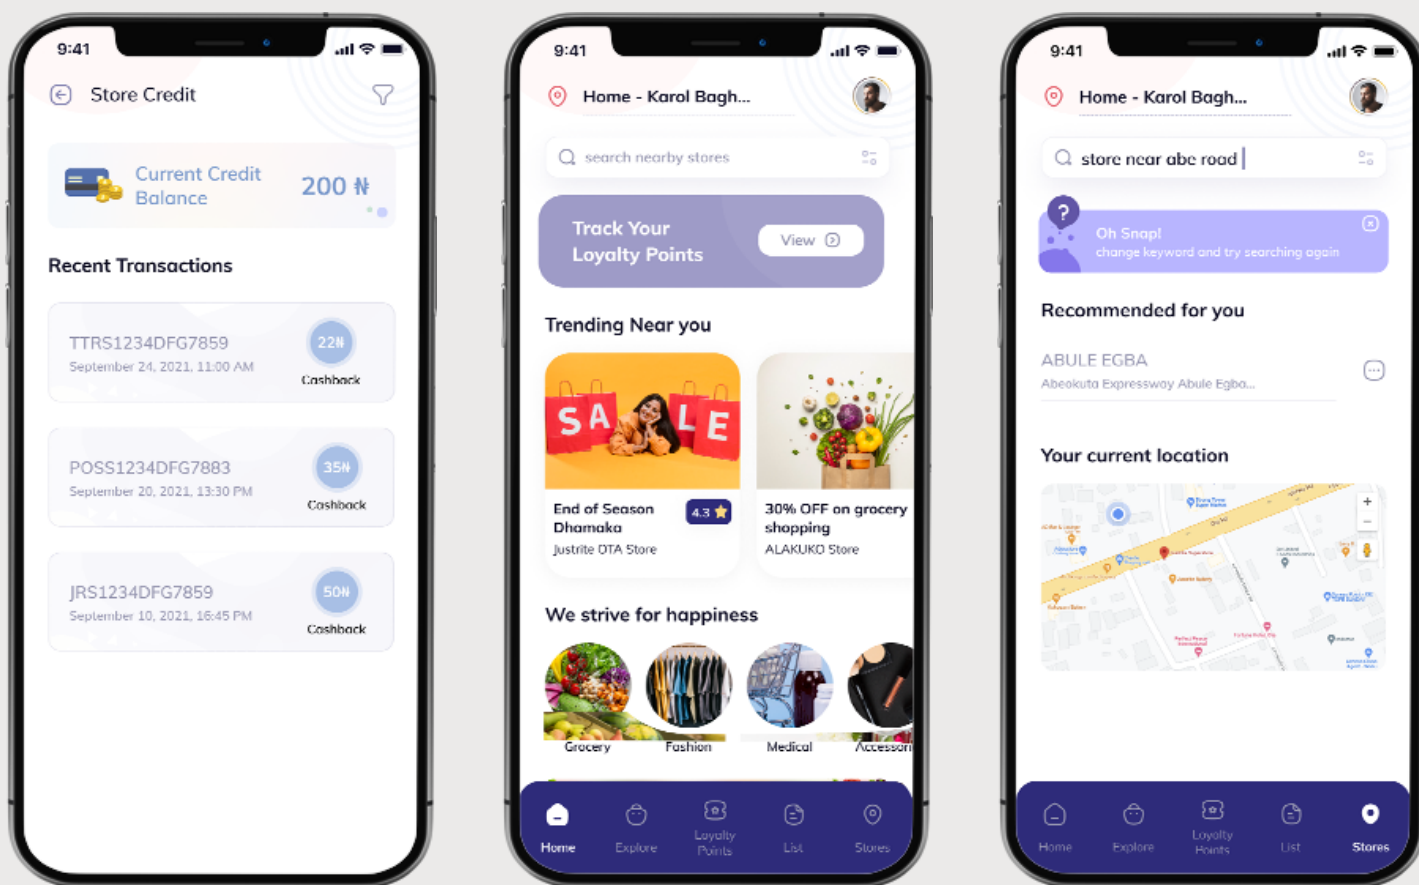 9:41
Store Credit
Current Credit
Balance
200 ₦
Recent Transactions
TTRS1234DFG7859
September 24, 2021, 11:00 AM
22₦
Cashback
POSS1234DFG7883
September 20, 2021, 13:30 PM
35₦
Cashback
JRS1234DFG7859
September 10, 2021, 16:45 PM
50₦
Cashback
9:41
Home - Karol Bagh...
search nearby stores
Track Your
Loyalty Points
View
Trending Near you
SALE
End of Season
Dhamaka
4.3
Justrite OTA Store
30% OFF on grocery
shopping
ALAKUKO Store
We strive for happiness
Grocery
Fashion
Medical
Accessori
Home
Explore
Loyalty
Points
List
Stores
9:41
Home - Karol Bagh...
store near abe road
?
Oh Snap!
change keyword and try searching again
Recommended for you
ABULE EGBA
Abeokuta Expressway Abule Egba...
Your current location
+
−
Home
Explore
Loyalty
Points
List
Stores